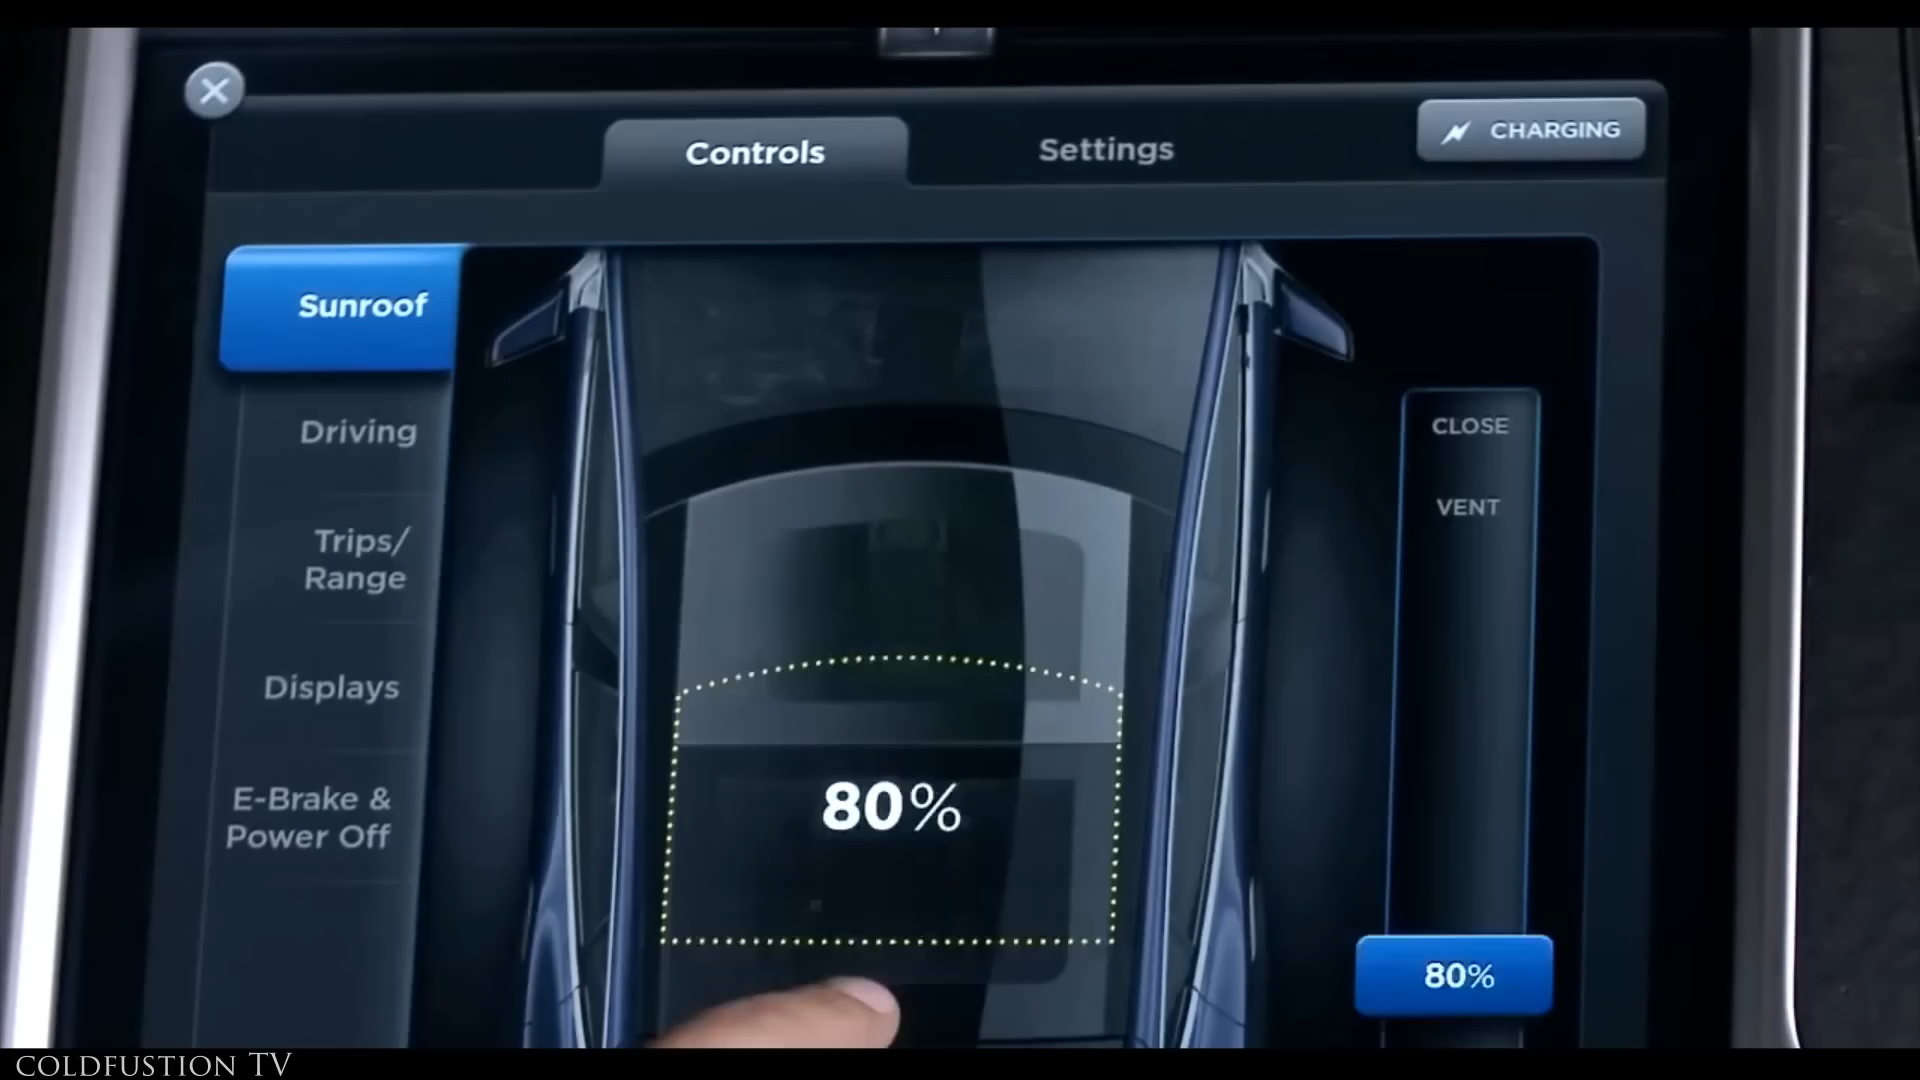 Controls
Settings
CHARGING
Sunroof
Driving
Trips/
Range
Displays
E-Brake &
Power Off
CLOSE
VENT
80%
80%
COLDFUSTION TV